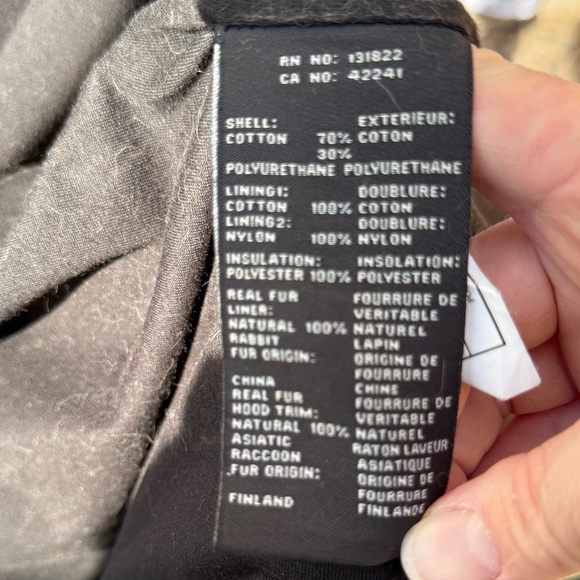 RN NO: 131822
CA NO: 42241
SHELL: EXTERIEUR:
COTTON 70% COTON
30%
POLYURETHANE POLYURETHANE
LINING1: DOUBLURE:
COTTON 100% COTON
LINING2: DOUBLURE:
NYLON 100% NYLON
INSULATION: INSOLATION:
POLYESTER 100% POLYESTER
REAL FUR FOURRURE DE
LINER: VERITABLE
NATURAL 100% NATUREL
RABBIT LAPIN
FUR ORIGIN: ORIGINE DE
FOURRURE
CHINA CHINE
REAL FUR FOURRURE DE
HOOD TRIM: VERITABLE
NATURAL 100% NATUREL
ASIATIC RATON LAVEUR
RACCOON ASIATIQUE
FUR ORIGIN: ORIGINE DE
FOURRURE
FINLAND FINLANDE